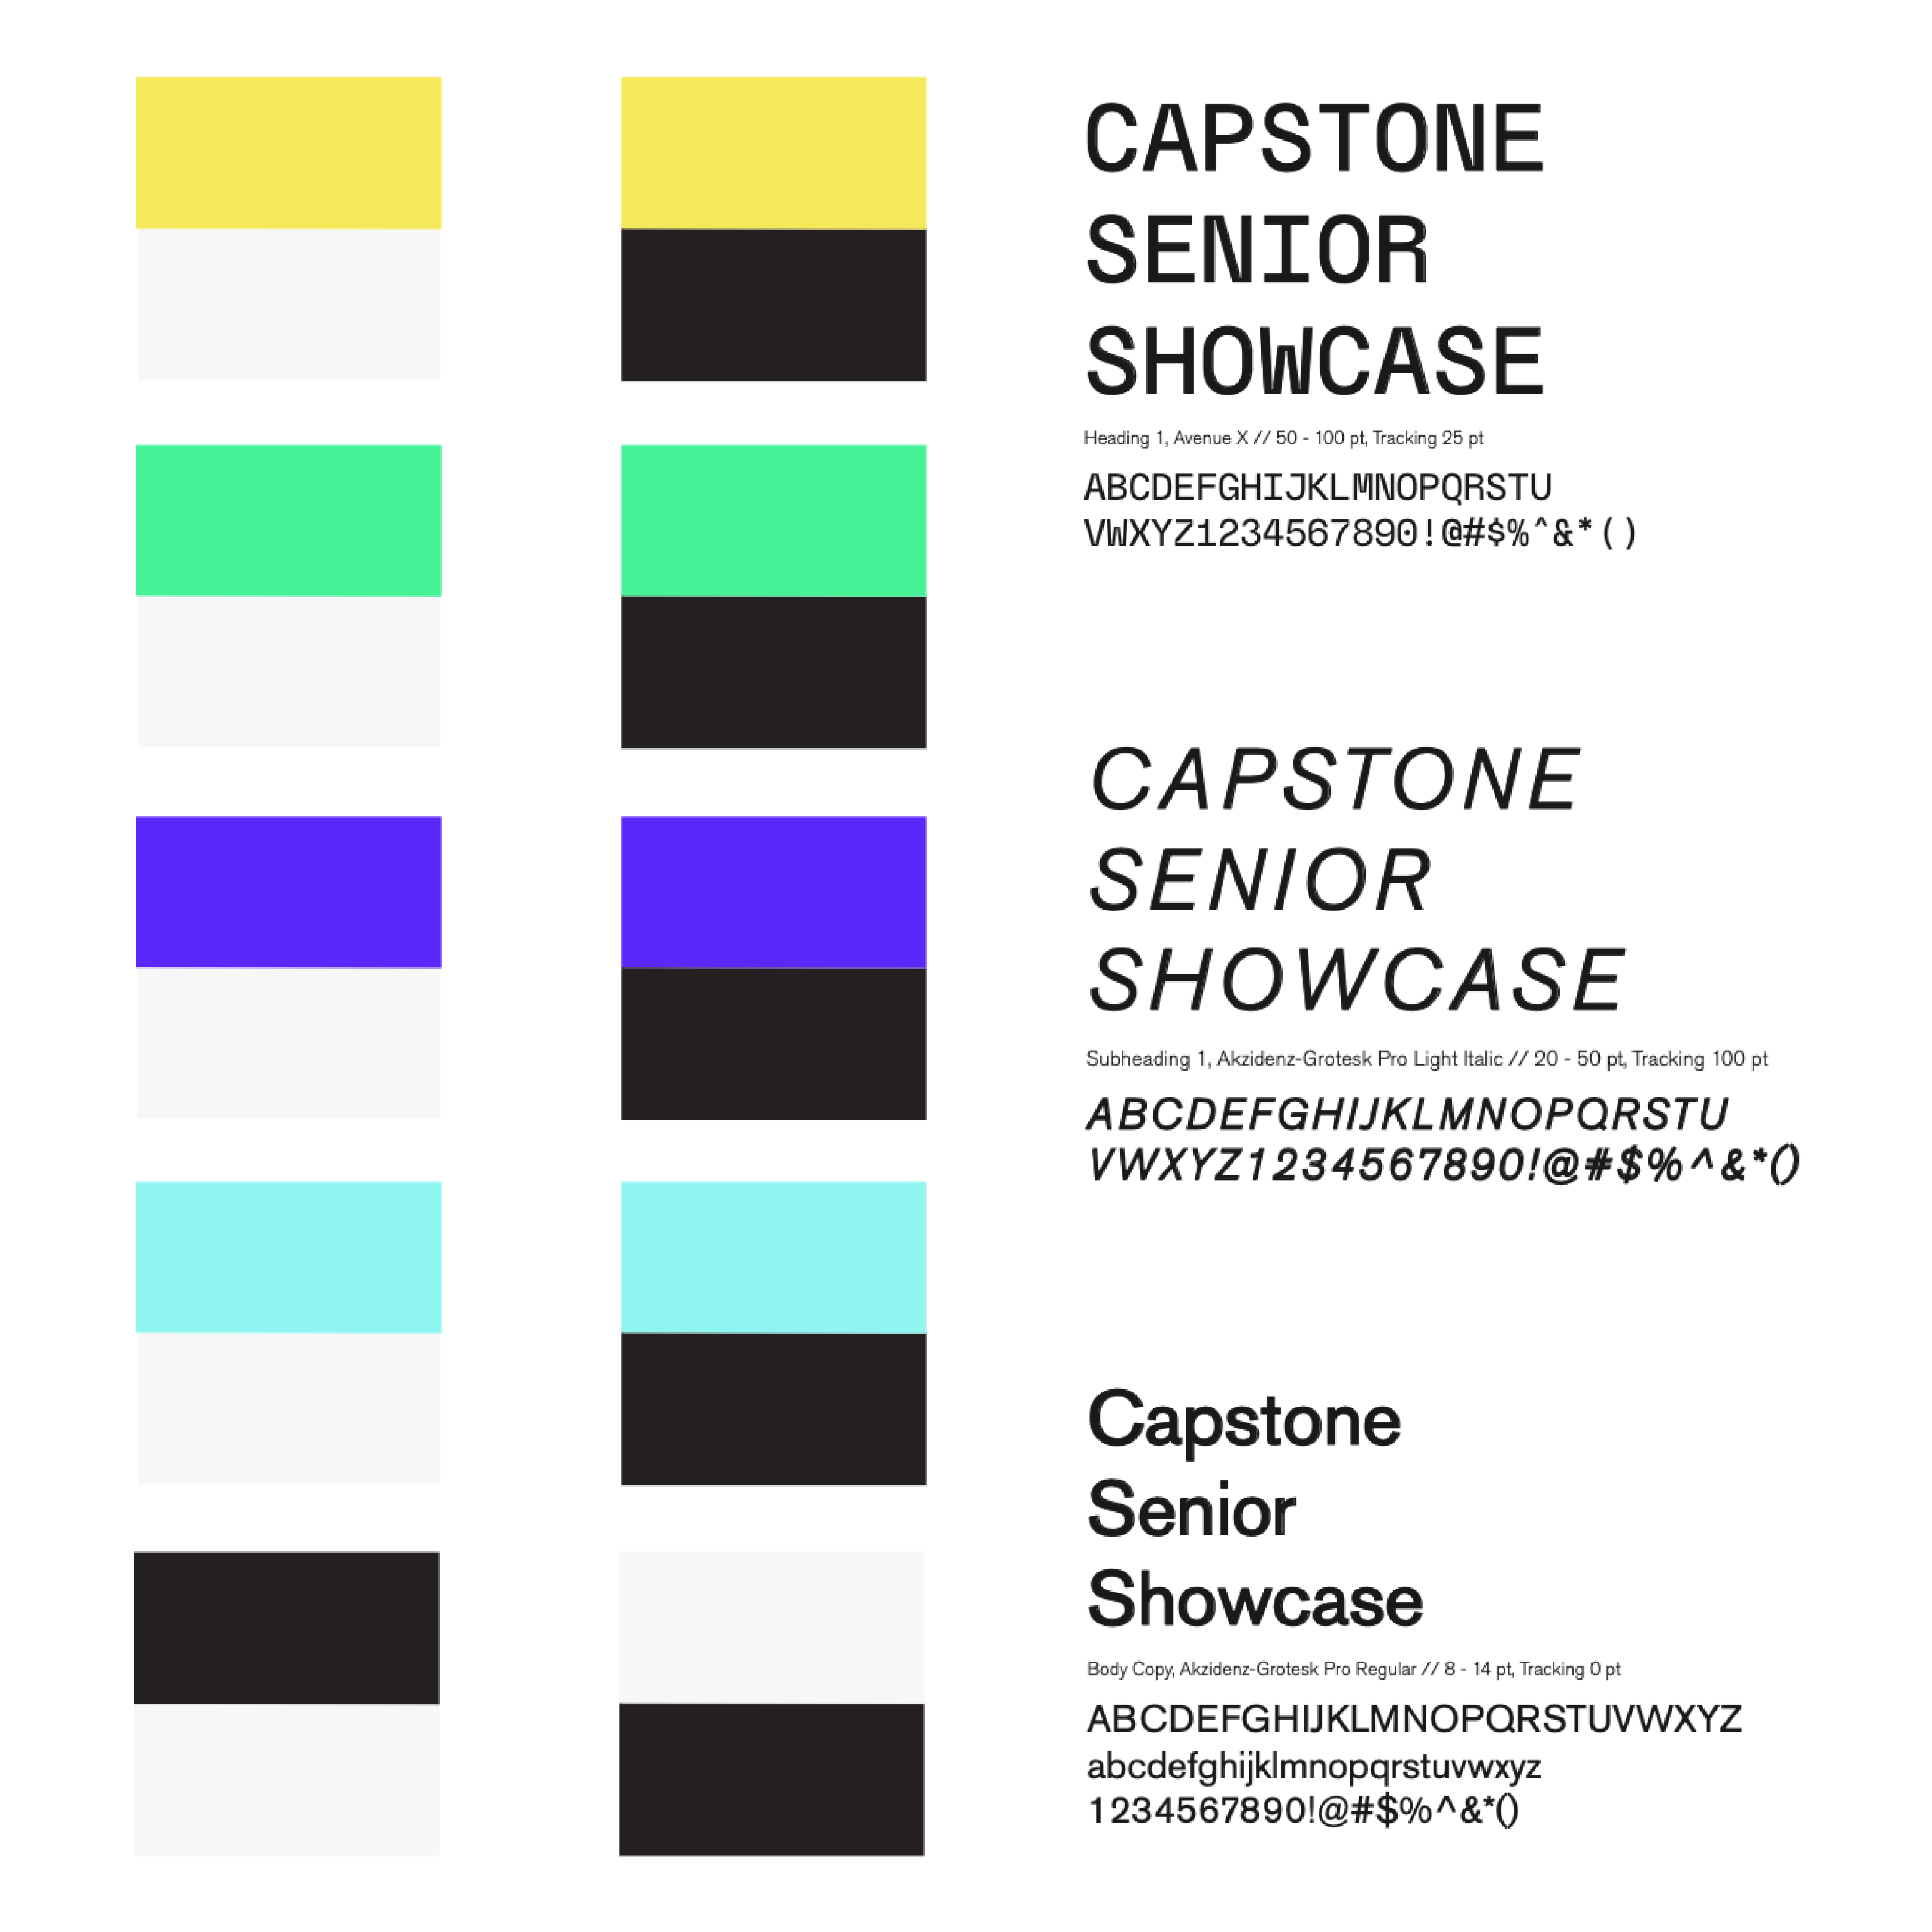 CAPSTONE
SENIOR
SHOWCASE
Heading 1, Avenue X // 50 - 100 pt, Tracking 25 pt
ABCDEFGHIJKLMNOPQRSTU
VWXYZ1234567890!@#$%^&*()
CAPSTONE
SENIOR
SHOWCASE
Subheading 1, Akzidenz-Grotesk Pro Light Italic // 20 - 50 pt, Tracking 100 pt
ABCDEFGHIJKLMNOPQRSTU
VWXYZ1234567890!@#$%^&*()
Capstone
Senior
Showcase
Body Copy, Akzidenz-Grotesk Pro Regular // 8 - 14 pt, Tracking 0 pt
ABCDEFGHIJKLMNOPQRSTUVWXYZ
abcdefghijklmnopqrstuvwxyz
1234567890!@#$%^&*()